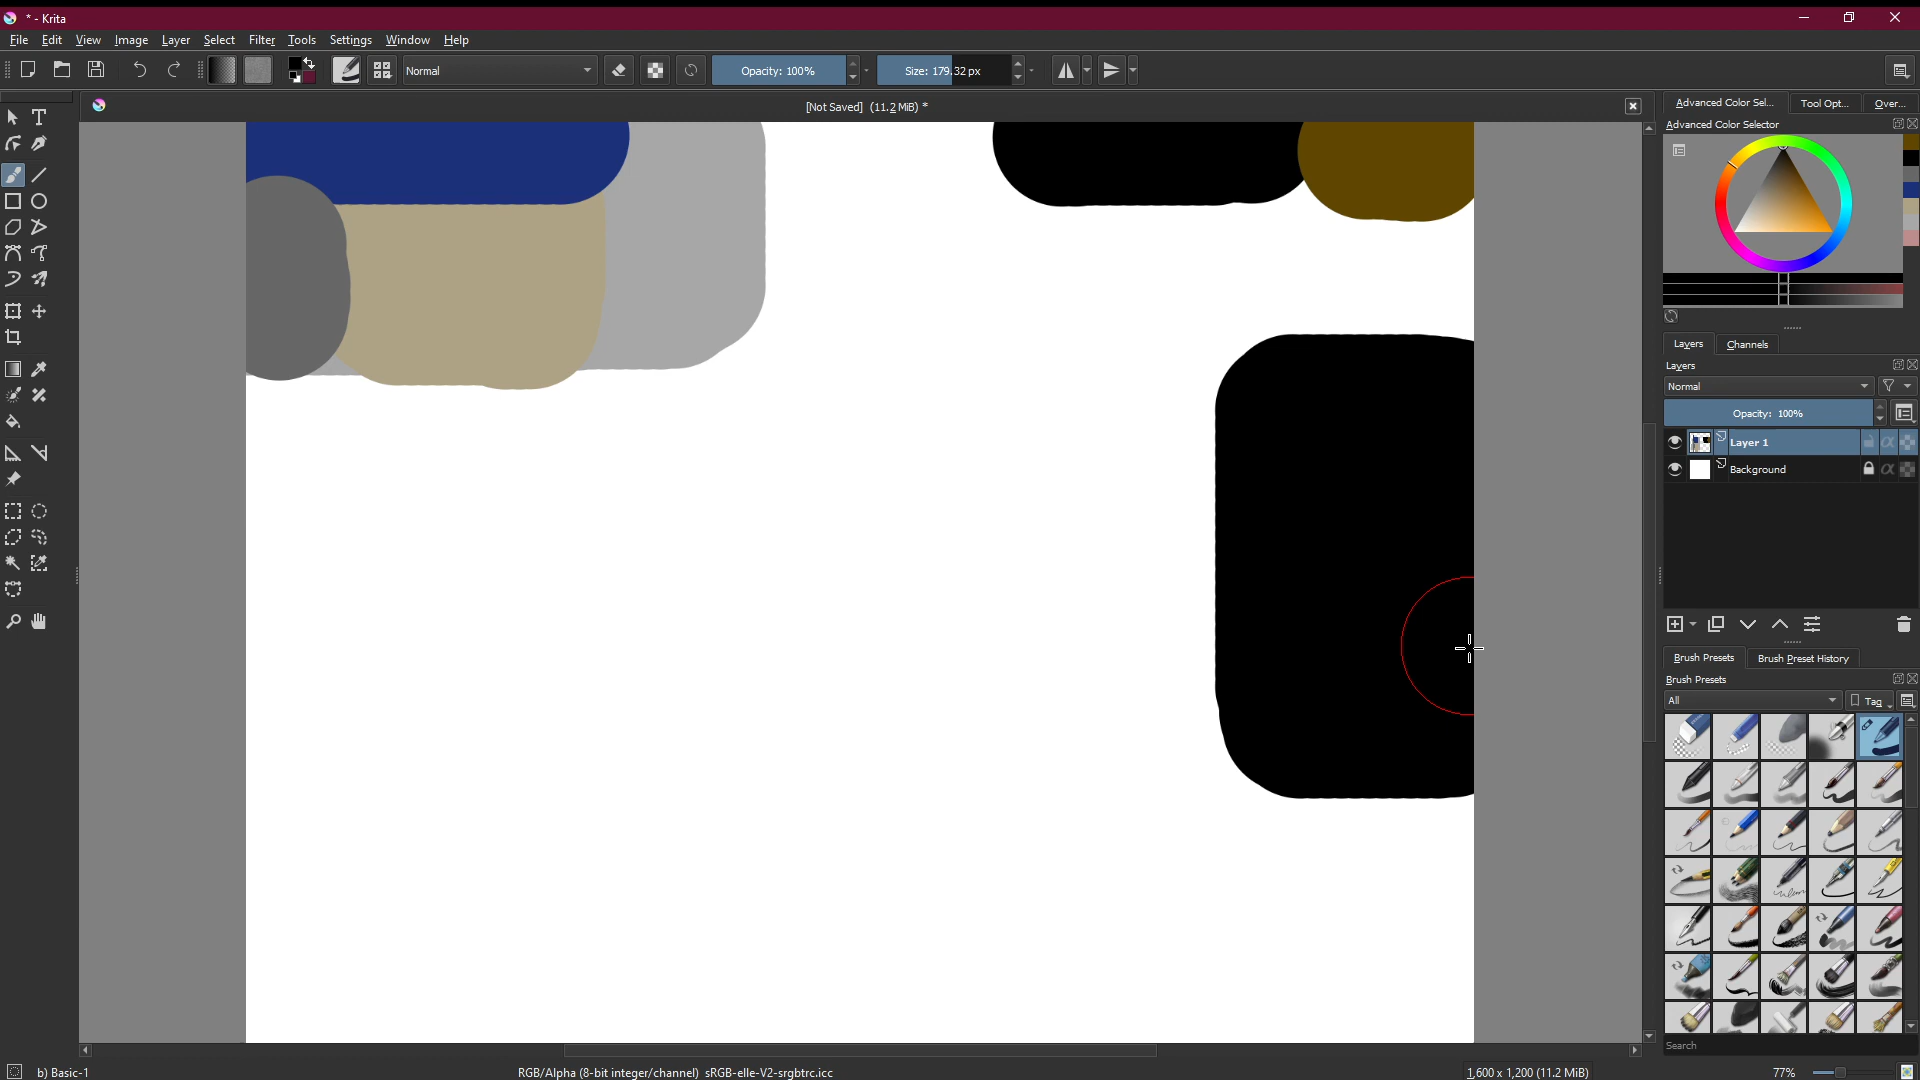 * - Krita
File Edit View Image Layer Select Filter Tools Settings Window Help
Normal Opacity: 100% Size: 179.32 px
[Not Saved] (11.2 MiB) *
Advanced Color Sel... Tool Opt... Over...
Advanced Color Selector
Layers Channels
Layers
Normal
Opacity: 100%
Layer 1
Background
Brush Presets Brush Preset History
Brush Presets
All Tag
Search
b) Basic-1 RGB/Alpha (8-bit integer/channel) sRGB-elle-V2-srgbtrc.icc 1,600 x 1,200 (11.2 MiB) 77%